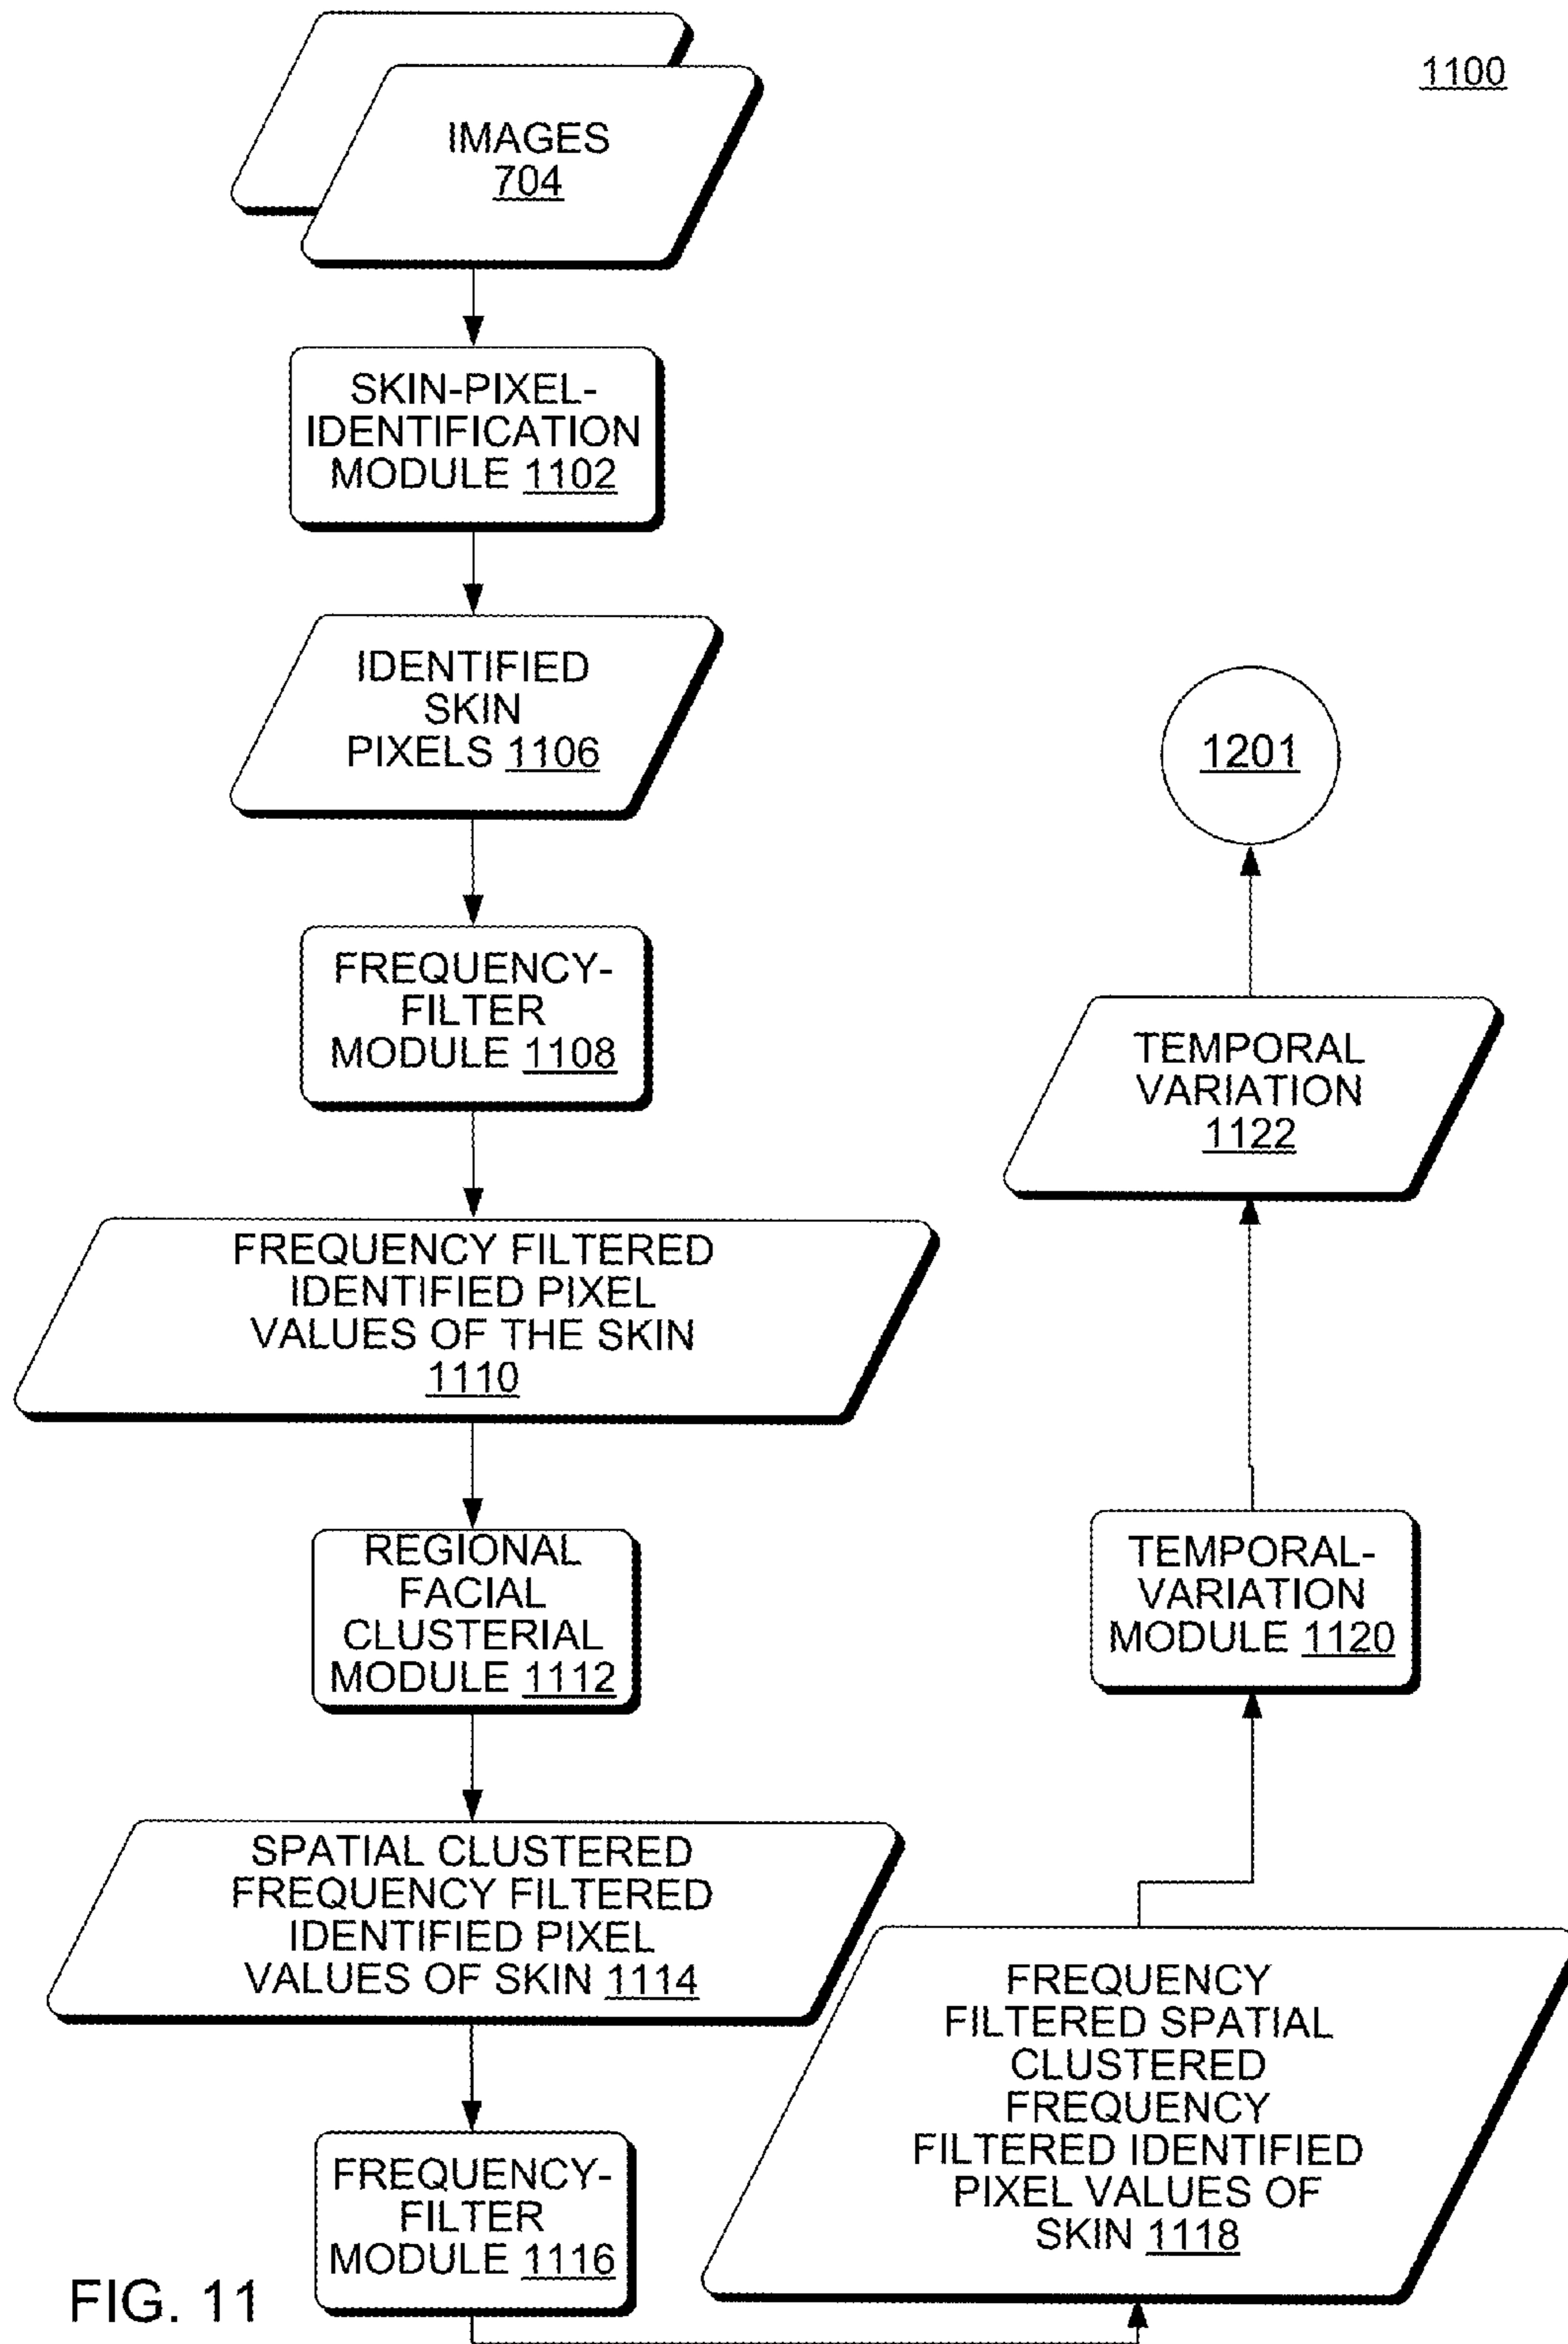 1100
IMAGES
704
SKIN-PIXEL-
IDENTIFICATION
MODULE 1102
IDENTIFIED
SKIN
PIXELS 1106
FREQUENCY-
FILTER
MODULE 1108
FREQUENCY FILTERED
IDENTIFIED PIXEL
VALUES OF THE SKIN
1110
REGIONAL
FACIAL
CLUSTERIAL
MODULE 1112
SPATIAL CLUSTERED
FREQUENCY FILTERED
IDENTIFIED PIXEL
VALUES OF SKIN 1114
FREQUENCY-
FILTER
MODULE 1116
FREQUENCY
FILTERED SPATIAL
CLUSTERED
FREQUENCY
FILTERED IDENTIFIED
PIXEL VALUES OF
SKIN 1118
TEMPORAL-
VARIATION
MODULE 1120
TEMPORAL
VARIATION
1122
1201
FIG. 11